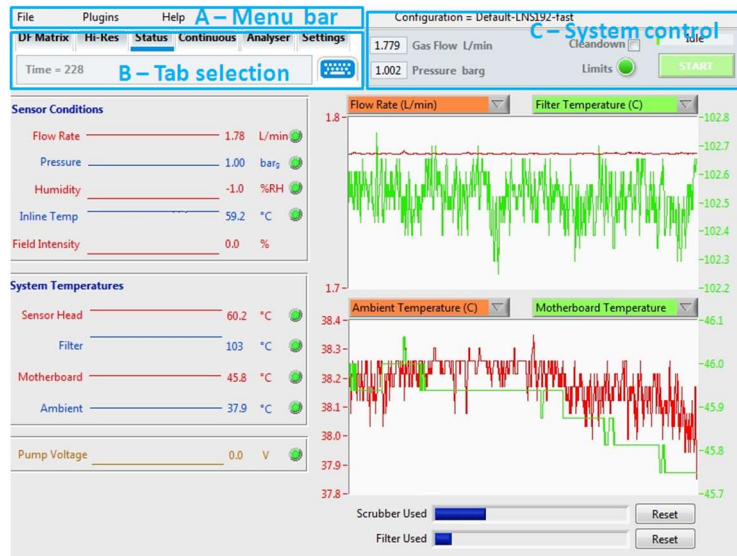 File Plugins Help A – Menu bar Configuration = Default-LNS192-fast
DF Matrix Hi-Res Status Continuous Analyser Settings C – System control
1.779 Gas Flow L/min Cleandown Idle
Time = 228 B – Tab selection 1.002 Pressure barg Limits START
Sensor Conditions
Flow Rate 1.78 L/min
Pressure 1.00 barg
Humidity -1.0 %RH
Inline Temp 59.2 °C
Field Intensity 0.0 %
System Temperatures
Sensor Head 60.2 °C
Filter 103 °C
Motherboard 45.8 °C
Ambient 37.9 °C
Pump Voltage 0.0 V
Flow Rate (L/min) Filter Temperature (C)
1.8
1.7
102.8
102.7
102.6
102.5
102.4
102.3
102.2
Ambient Temperature (C) Motherboard Temperature
38.4
38.3
38.2
38.1
38.0
37.9
37.8
46.1
46.0
45.9
45.8
45.7
Scrubber Used Reset
Filter Used Reset